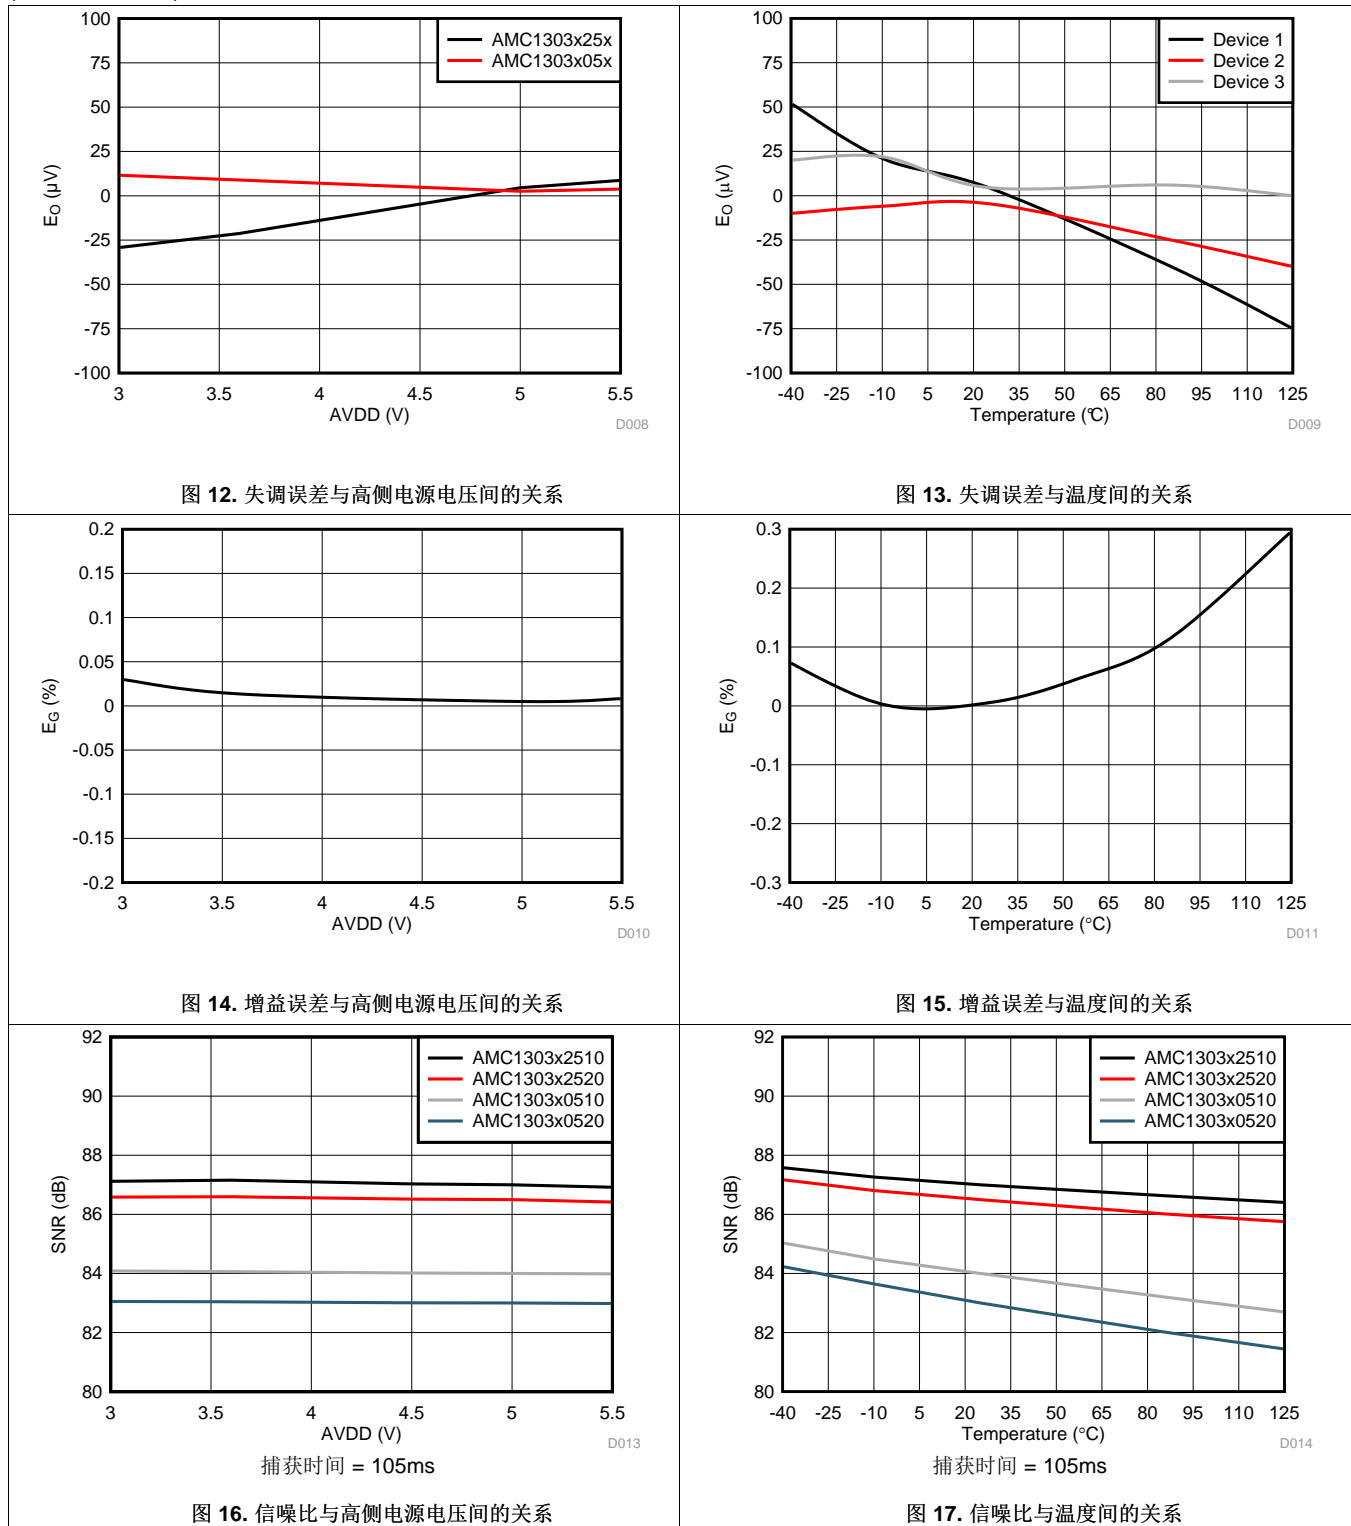 100
75
50
25
0
-25
-50
-75
-100
E_O (µV)
AMC1303x25x
AMC1303x05x
3 3.5 4 4.5 5 5.5
AVDD (V)
D008
图 12. 失调误差与高侧电源电压间的关系
100
75
50
25
0
-25
-50
-75
-100
E_O (µV)
Device 1
Device 2
Device 3
-40 -25 -10 5 20 35 50 65 80 95 110 125
Temperature (°C)
D009
图 13. 失调误差与温度间的关系
0.2
0.15
0.1
0.05
0
-0.05
-0.1
-0.15
-0.2
E_G (%)
3 3.5 4 4.5 5 5.5
AVDD (V)
D010
图 14. 增益误差与高侧电源电压间的关系
0.3
0.2
0.1
0
-0.1
-0.2
-0.3
E_G (%)
-40 -25 -10 5 20 35 50 65 80 95 110 125
Temperature (°C)
D011
图 15. 增益误差与温度间的关系
92
90
88
86
84
82
80
SNR (dB)
AMC1303x2510
AMC1303x2520
AMC1303x0510
AMC1303x0520
3 3.5 4 4.5 5 5.5
AVDD (V)
D013
捕获时间 = 105ms
图 16. 信噪比与高侧电源电压间的关系
92
90
88
86
84
82
80
SNR (dB)
AMC1303x2510
AMC1303x2520
AMC1303x0510
AMC1303x0520
-40 -25 -10 5 20 35 50 65 80 95 110 125
Temperature (°C)
D014
捕获时间 = 105ms
图 17. 信噪比与温度间的关系